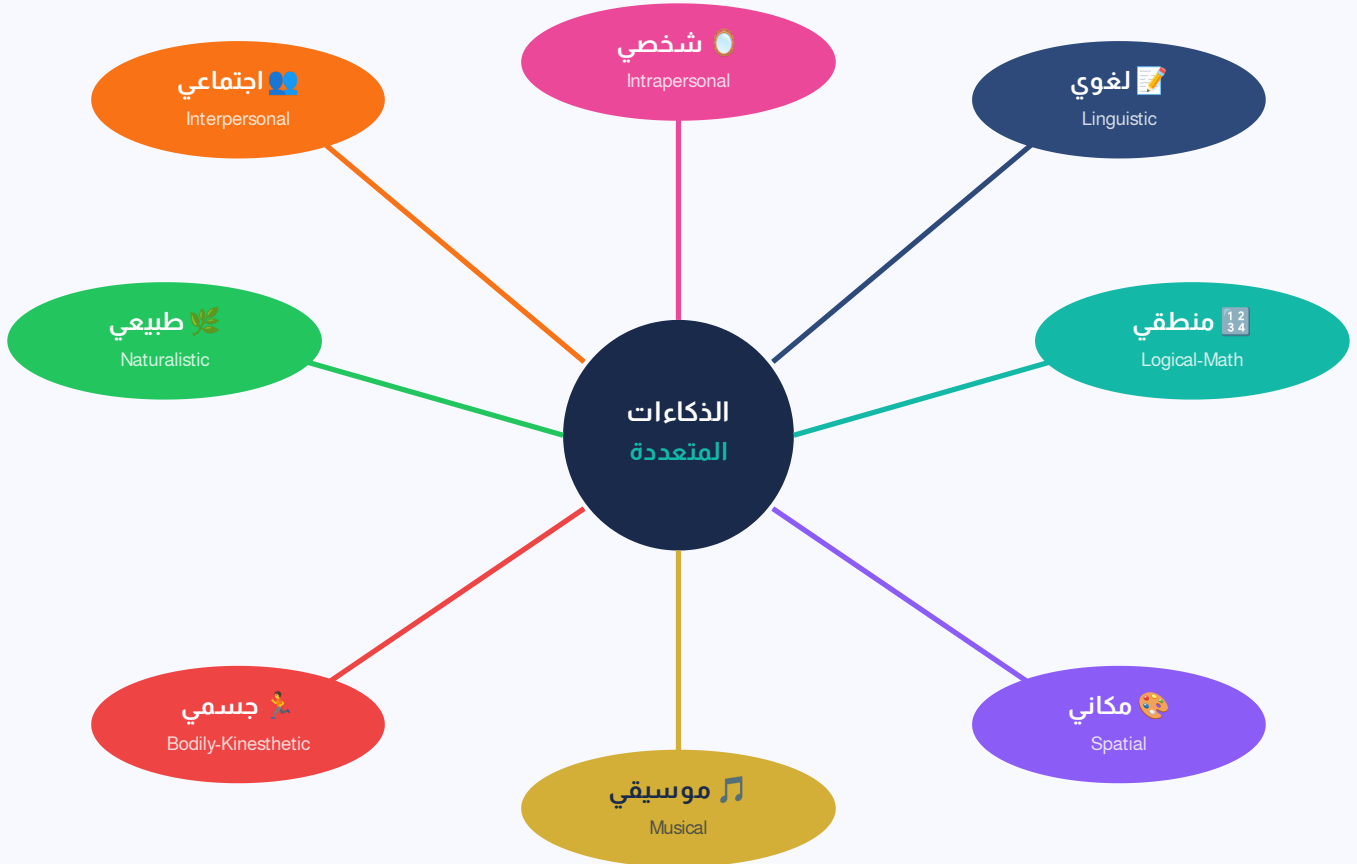 🪞 شخصي
Intrapersonal
📝 لغوي
Linguistic
👥 اجتماعي
Interpersonal
🔢 منطقي
Logical-Math
🌿 طبيعي
Naturalistic
الذكاءات
المتعددة
🎨 مكاني
Spatial
🏃 جسمي
Bodily-Kinesthetic
🎵 موسيقي
Musical